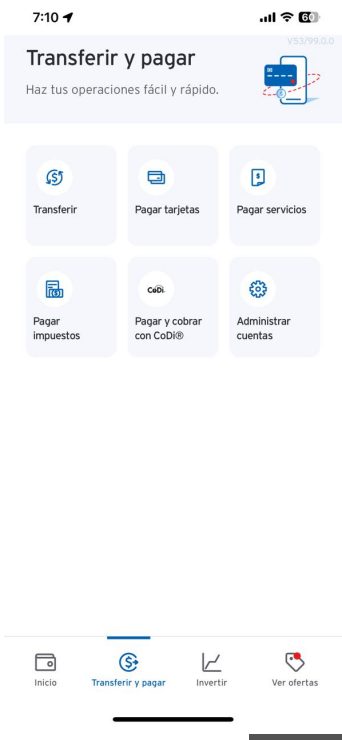 7:10
60
V53/99.0.0
Transferir y pagar
Haz tus operaciones fácil y rápido.
Transferir
Pagar tarjetas
Pagar servicios
Pagar
impuestos
CoDi
Pagar y cobrar
con CoDi®
Administrar
cuentas
Inicio
Transferir y pagar
Invertir
Ver ofertas